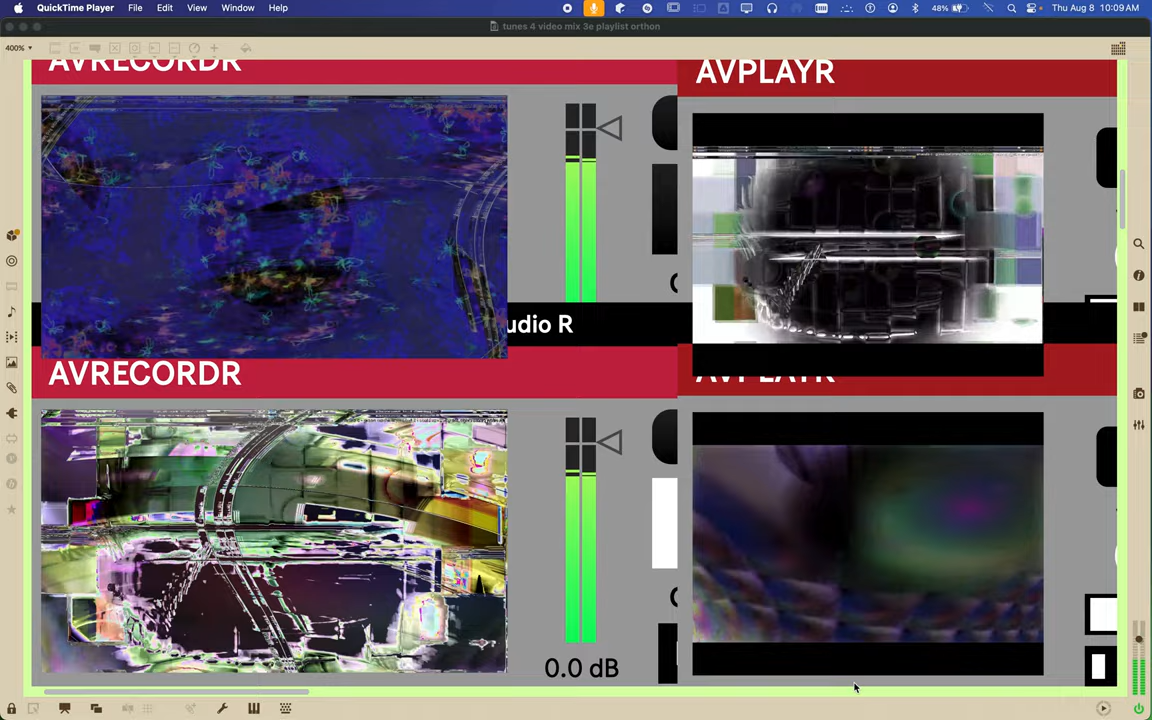 QuickTime Player File Edit View Window Help 48% Thu Aug 8 10:09 AM
tunes 4 video mix 3e playlist orthon
400%
AVRECORDR
AVPLAYR
udio R
AVRECORDR
AVPLAYR
0.0 dB